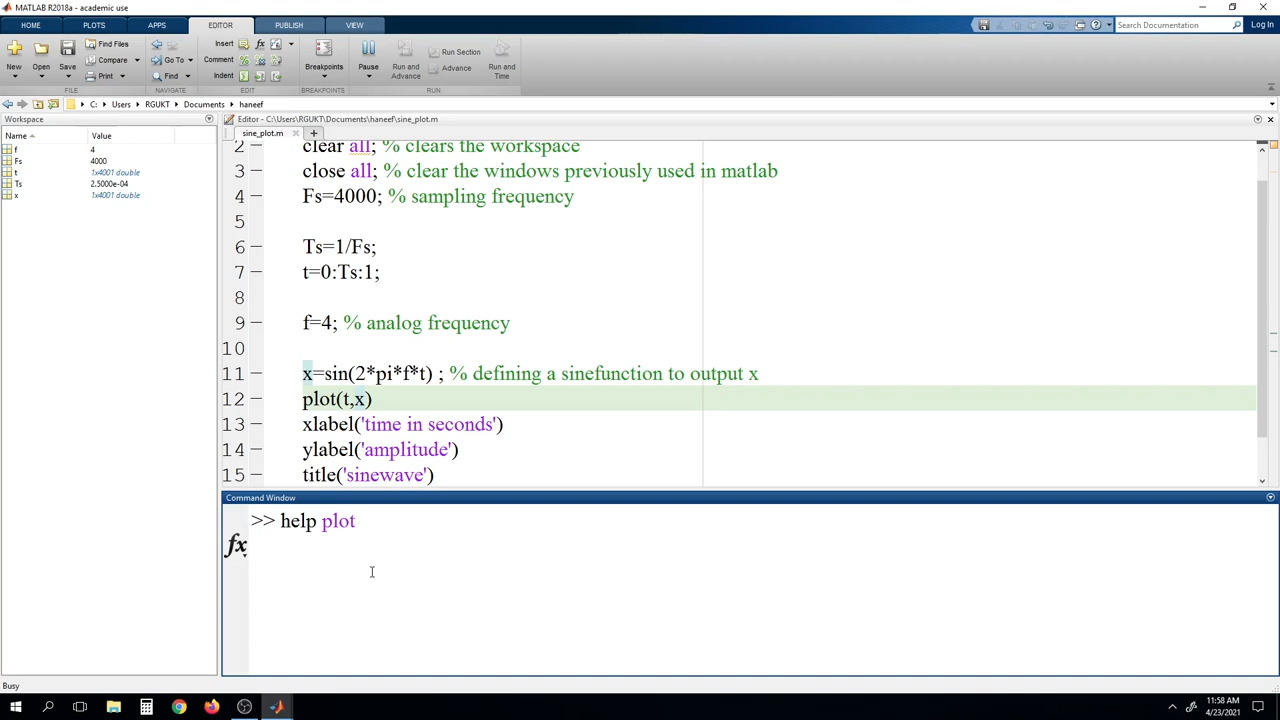 MATLAB R2018a - academic use
HOME PLOTS APPS EDITOR PUBLISH VIEW
Search Documentation
Log In
New Open Save
Find Files
Compare
Print
Go To
Find
Insert
Comment
Indent
fx
Breakpoints
Pause
Run and Advance
Run Section
Advance
Run and Time
FILE NAVIGATE EDIT BREAKPOINTS RUN
C: Users RGUKT Documents haneef
Workspace
Editor - C:\Users\RGUKT\Documents\haneef\sine_plot.m
Name Value
sine_plot.m
f 4
Fs 4000
t 1x4001 double
Ts 2.5000e-04
x 1x4001 double
2 clear all; % clears the workspace
3 close all; % clear the windows previously used in matlab
4 Fs=4000; % sampling frequency
5
6 Ts=1/Fs;
7 t=0:Ts:1;
8
9 f=4; % analog frequency
10
11 x=sin(2*pi*f*t) ; % defining a sinefunction to output x
12 plot(t,x)
13 xlabel('time in seconds')
14 ylabel('amplitude')
15 title('sinewave')
Command Window
>> help plot
fx
Busy
11:58 AM
4/23/2021